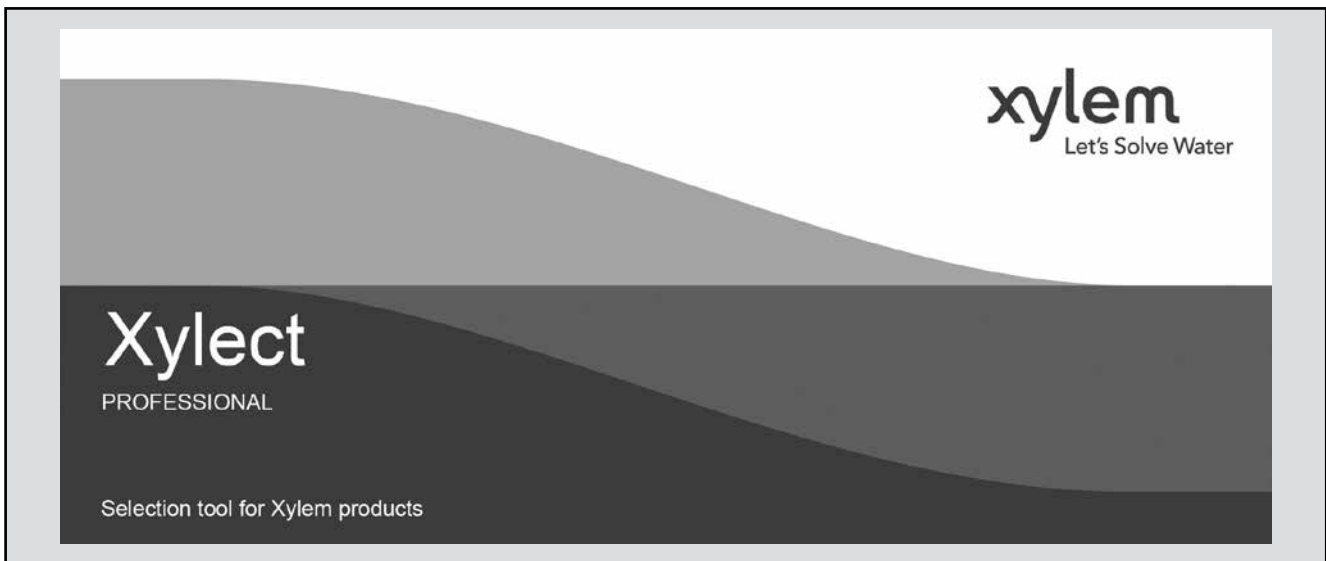 xylem
Let's Solve Water
Xylect
PROFESSIONAL
Selection tool for Xylem products